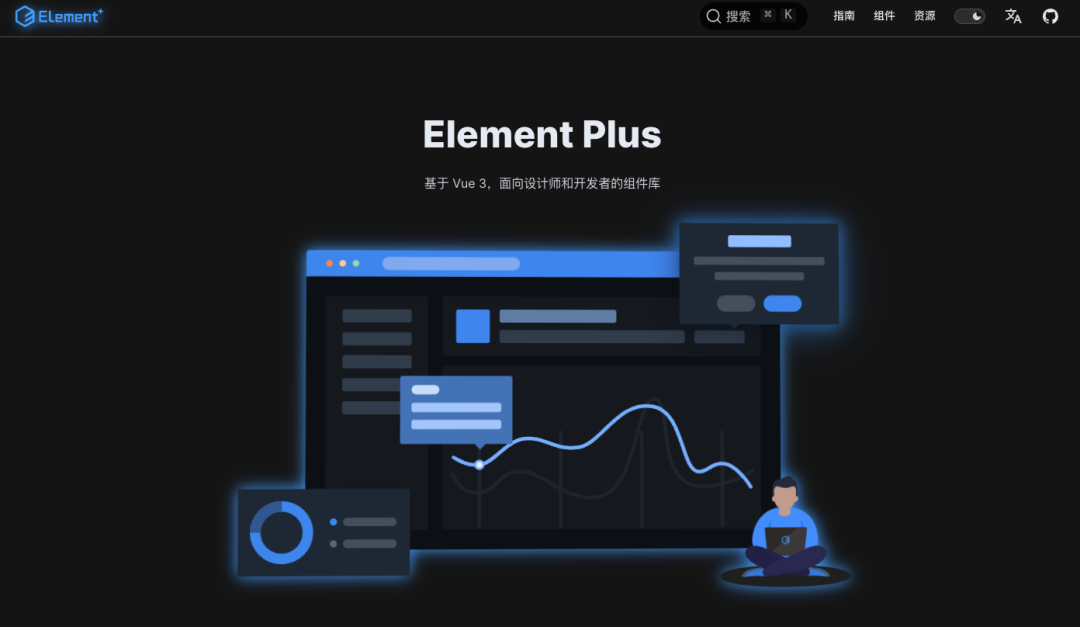 Element+
搜索 ⌘ K
指南 组件 资源
Element Plus
基于 Vue 3，面向设计师和开发者的组件库